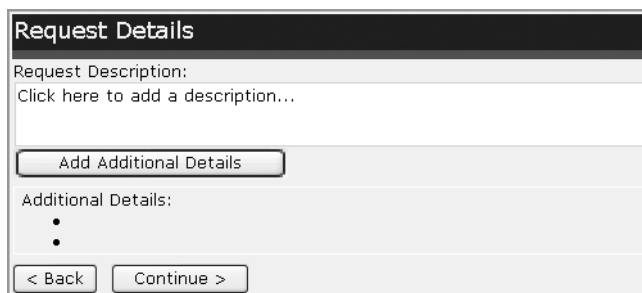 Request Details
Request Description:
Click here to add a description...
Add Additional Details
Additional Details:
•
•
< Back Continue >